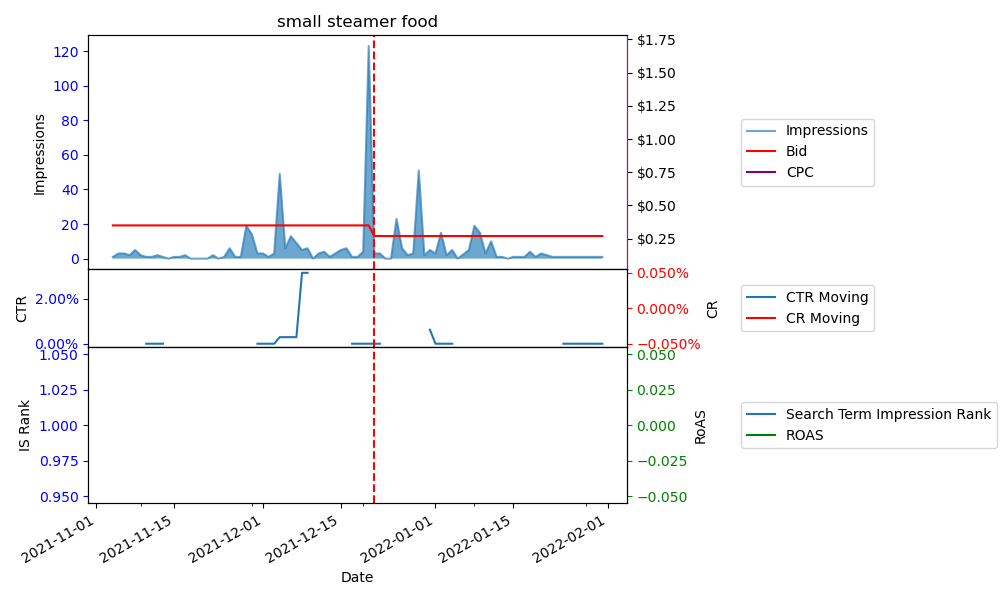 small steamer food
120
100
80
60
40
20
0
Impressions
$1.75
$1.50
$1.25
$1.00
$0.75
$0.50
$0.25
Impressions
Bid
CPC
2.00%
0.00%
CTR
0.050%
0.000%
−0.050%
CR
CTR Moving
CR Moving
1.050
1.025
1.000
0.975
0.950
IS Rank
0.050
0.025
0.000
−0.025
−0.050
RoAS
Search Term Impression Rank
ROAS
2021-11-01
2021-11-15
2021-12-01
2021-12-15
2022-01-01
2022-01-15
2022-02-01
Date